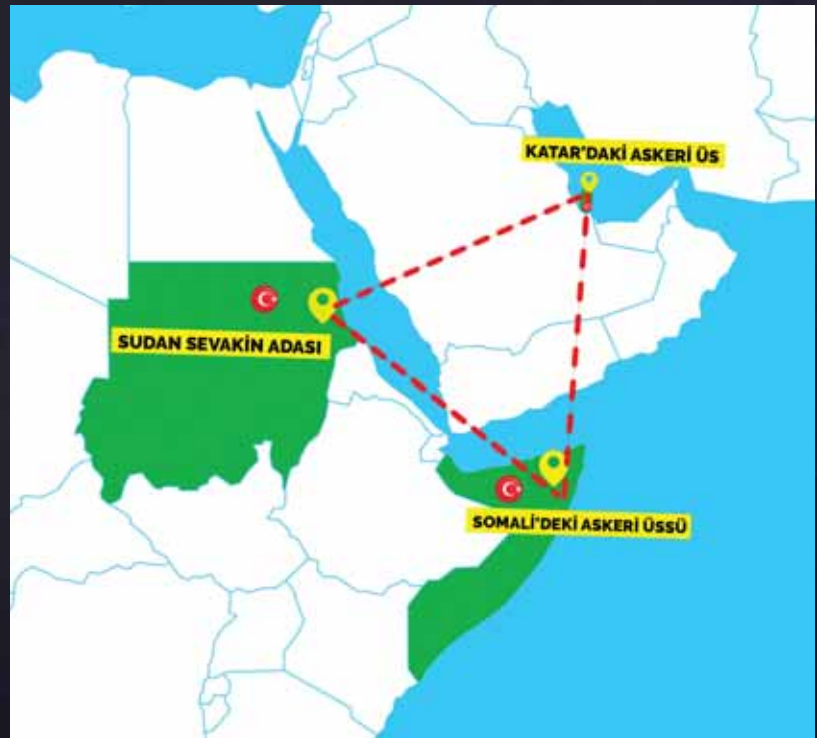 KATAR'DAKİ ASKERİ ÜS
SUDAN SEVAKİN ADASI
SOMALİ'DEKİ ASKERİ ÜSSÜ